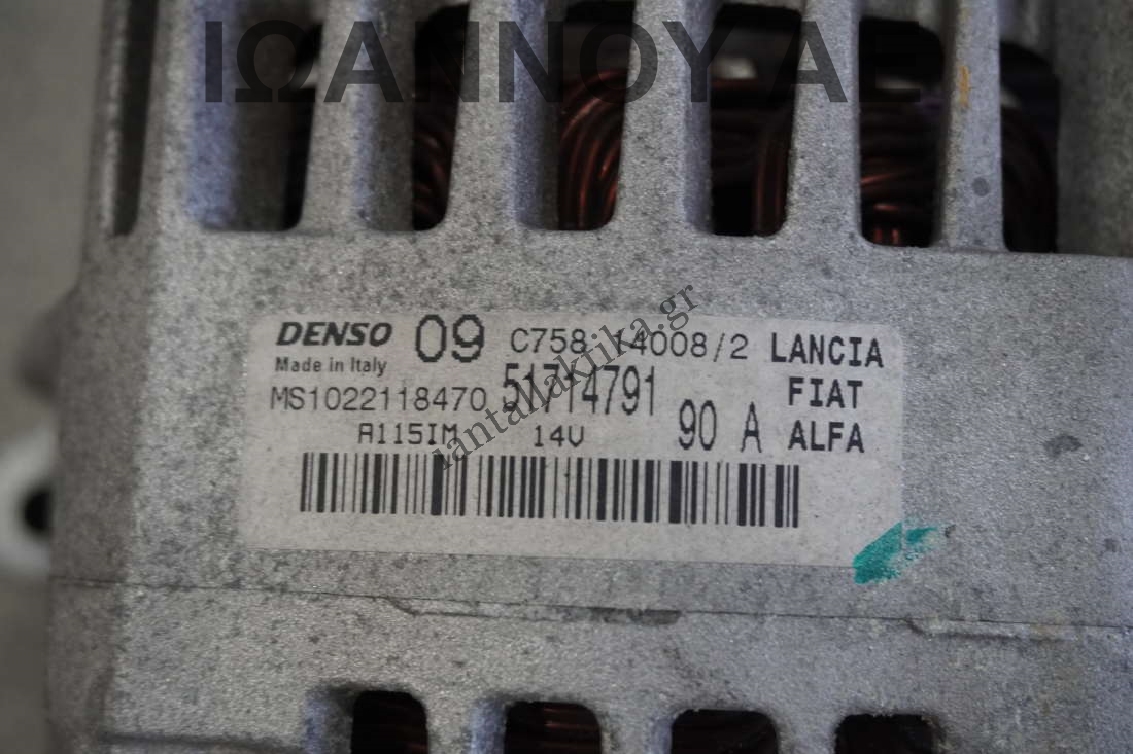 ΙΩΑΝΝΟΥ ΑΕ
DENSO 09 C758 14008/2 LANCIA
Made in Italy 51714791 FIAT
MS1022118470 90 A ALFA
A115IM 14V
iantallaktika.gr